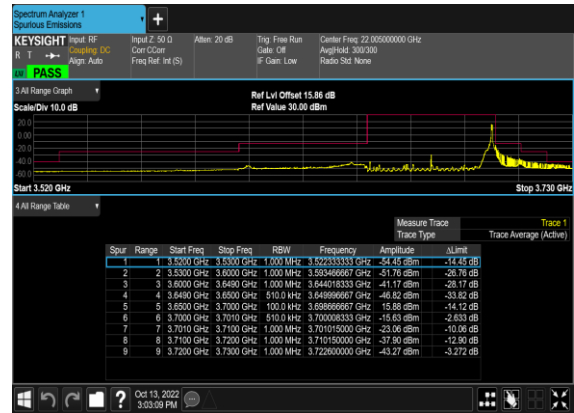 Spectrum Analyzer 1
Spurious Emissions
+
KEYSIGHT Input: RF Input Z: 50 Ω Atten: 20 dB Trig: Free Run Center Freq: 22.005000000 GHz
R T Coupling: DC Corr CCorr Gate: Off Avg|Hold: 300/300
Align: Auto Freq Ref: Int (S) IF Gain: Low Radio Std: None
PASS
3 All Range Graph
Ref Lvl Offset 15.86 dB
Scale/Div 10.0 dB Ref Value 30.00 dBm
20.0
0.00
-20.0
-40.0
-60.0
Start 3.520 GHz Stop 3.730 GHz
4 All Range Table
Measure Trace Trace 1
Trace Type Trace Average (Active)
Spur Range Start Freq Stop Freq RBW Frequency Amplitude ΔLimit
1 1 3.5200 GHz 3.5300 GHz 1.000 MHz 3.522333333 GHz -54.45 dBm -14.45 dB
2 2 3.5300 GHz 3.6000 GHz 1.000 MHz 3.593466667 GHz -51.76 dBm -26.76 dB
3 3 3.6000 GHz 3.6490 GHz 1.000 MHz 3.644018333 GHz -41.17 dBm -28.17 dB
4 4 3.6490 GHz 3.6500 GHz 510.0 kHz 3.649996667 GHz -46.82 dBm -33.82 dB
5 5 3.6500 GHz 3.7000 GHz 100.0 kHz 3.698666667 GHz 15.88 dBm -14.12 dB
6 6 3.7000 GHz 3.7010 GHz 510.0 kHz 3.700008333 GHz -15.63 dBm -2.633 dB
7 7 3.7010 GHz 3.7100 GHz 1.000 MHz 3.701015000 GHz -23.06 dBm -10.06 dB
8 8 3.7100 GHz 3.7200 GHz 1.000 MHz 3.710150000 GHz -37.90 dBm -12.90 dB
9 9 3.7200 GHz 3.7300 GHz 1.000 MHz 3.722600000 GHz -43.27 dBm -3.272 dB
? Oct 13, 2022
3:03:09 PM